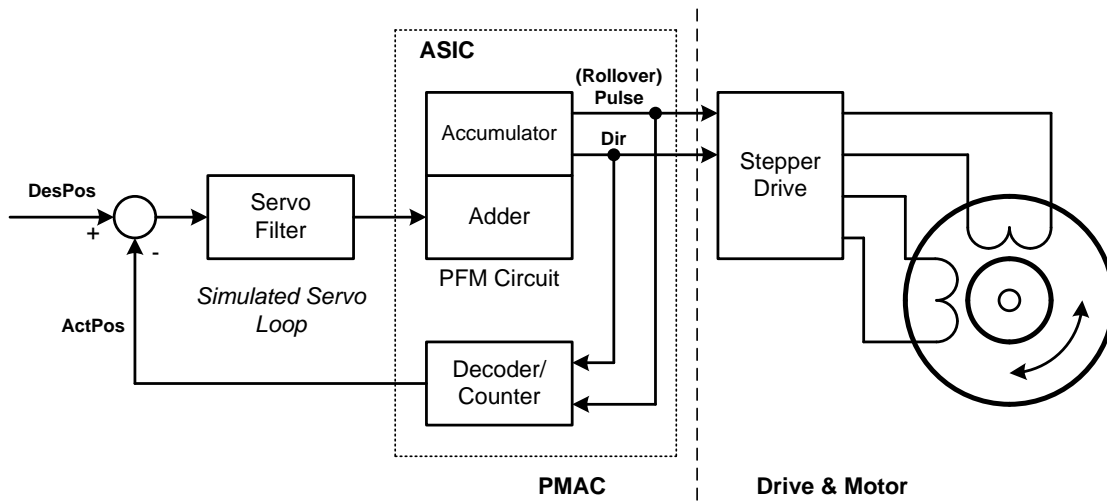 ASIC
(Rollover)
Pulse
Accumulator
Dir
Stepper
Drive
DesPos
+
-
Servo
Filter
Adder
PFM Circuit
Simulated Servo
Loop
ActPos
Decoder/
Counter
PMAC
Drive & Motor